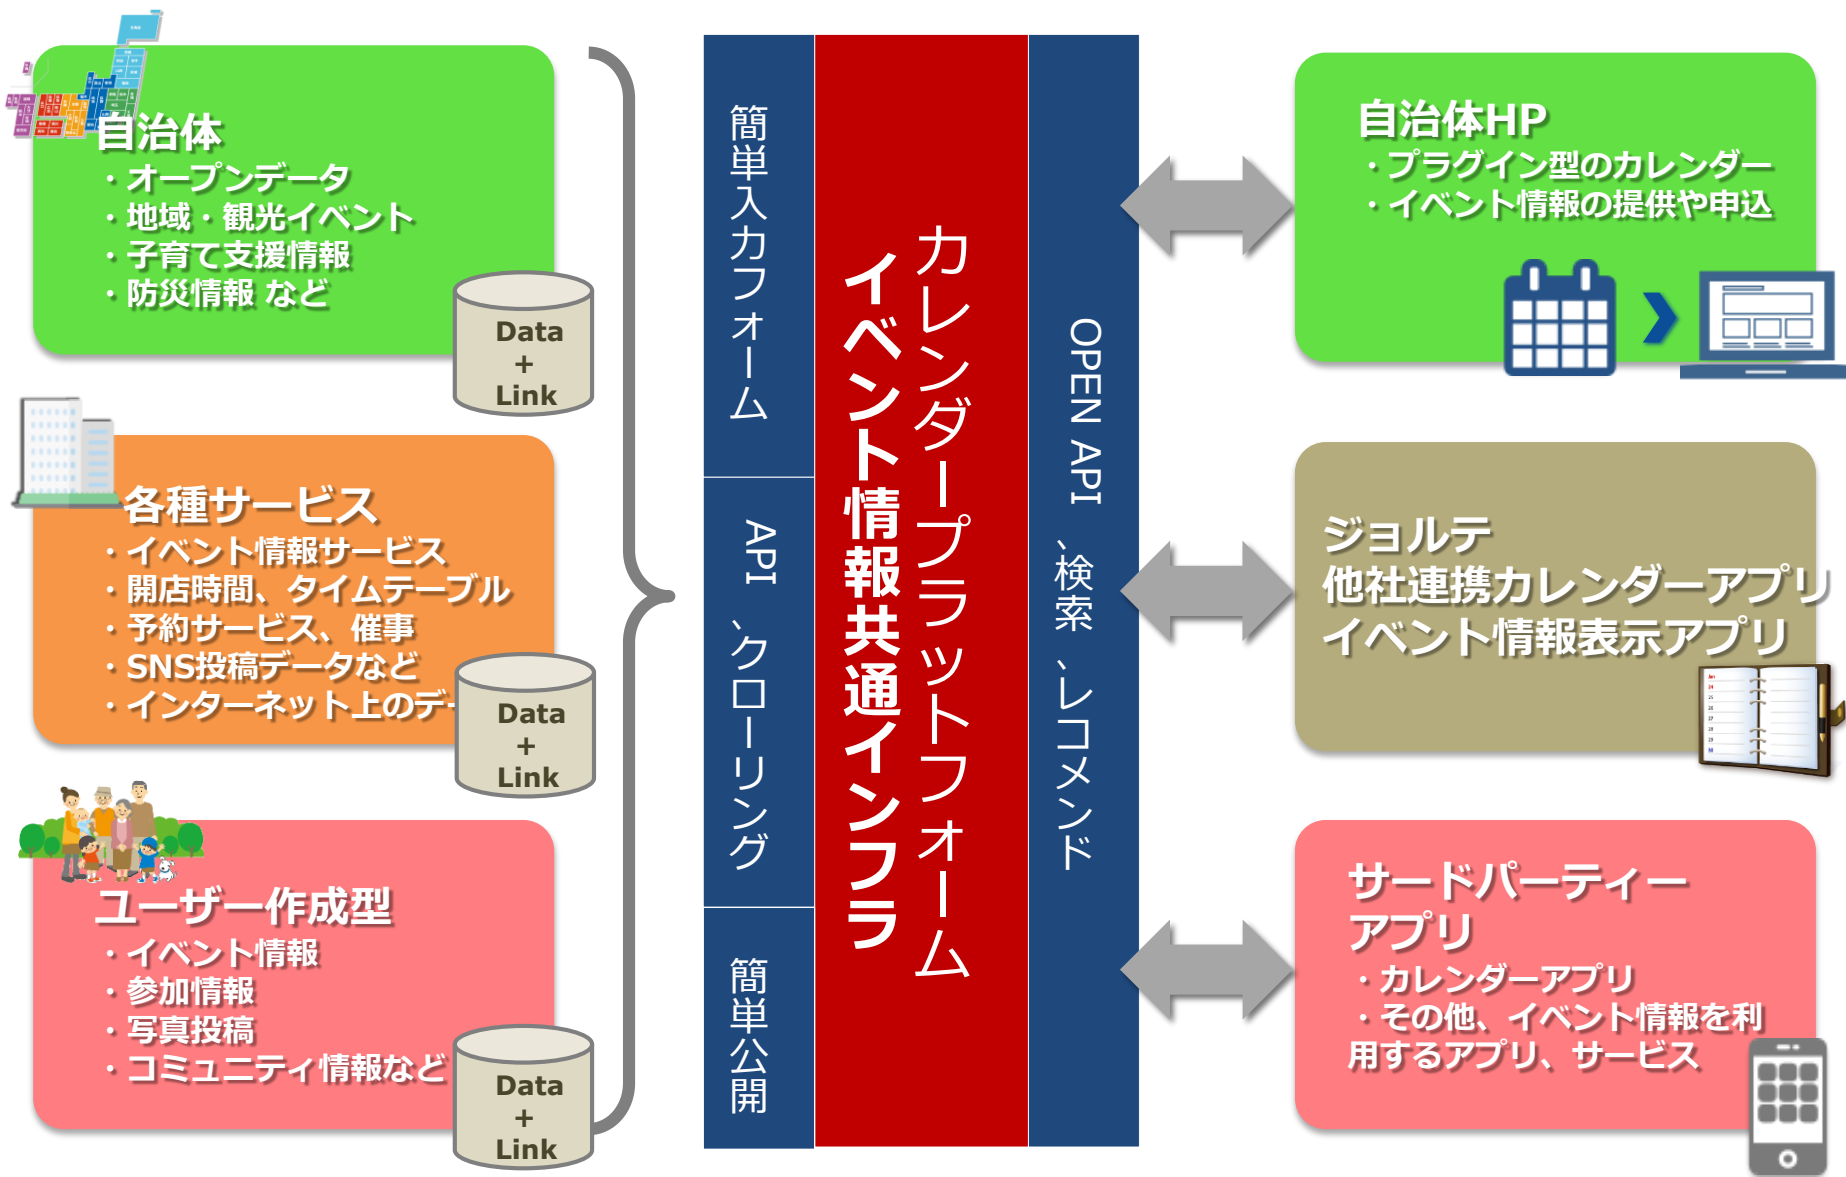 自治体
・オープンデータ
・地域・観光イベント
・子育て支援情報
・防災情報 など
Data
+
Link
各種サービス
・イベント情報サービス
・開店時間、タイムテーブル
・予約サービス、催事
・SNS投稿データなど
・インターネット上のデー
Data
+
Link
ユーザー作成型
・イベント情報
・参加情報
・写真投稿
・コミュニティ情報など
Data
+
Link
簡単入力フォーム
API、クローリング
簡単公開
カレンダープラットフォーム
イベント情報共通インフラ
OPEN API、検索、レコメンド
自治体HP
・プラグイン型のカレンダー
・イベント情報の提供や申込
ジョルテ
他社連携カレンダーアプリ
イベント情報表示アプリ
サードパーティー
アプリ
・カレンダーアプリ
・その他、イベント情報を利
用するアプリ、サービス